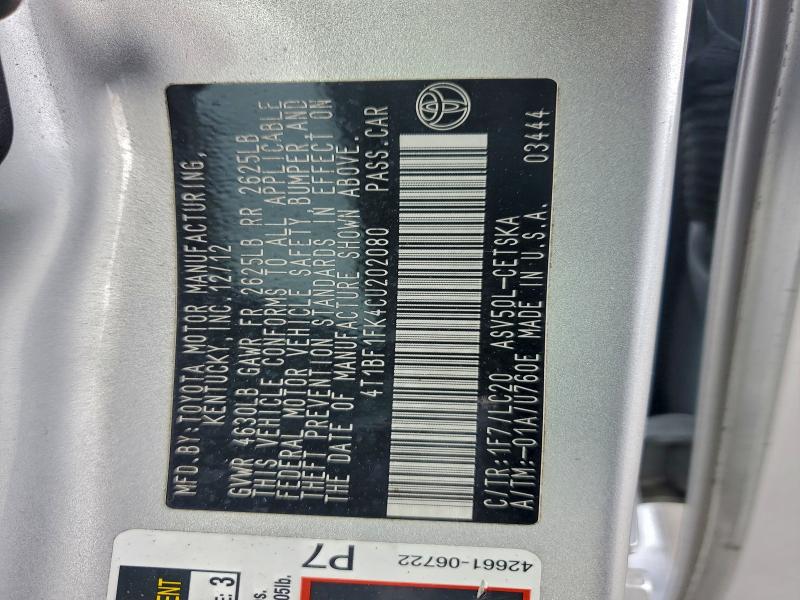 MFD.BY:TOYOTA MOTOR MANUFACTURING,
KENTUCKY,INC.12/12
GVWR 4630LB GAWR FR 2625LB RR 2625LB
THIS VEHICLE CONFORMS TO ALL APPLICABLE
FEDERAL MOTOR VEHICLE SAFETY BUMPER AND
THEFT PREVENTION STANDARDS IN EFFECT ON
THE DATE OF MANUFACTURE SHOWN ABOVE.
4T1BF1FK4CU202080 PASS.CAR
C/TR:1F7//LC20 ASV50L-CETSKA
A/TM:-01A/U760E MADE IN U.S.A. 03444
42661-06722
P7
ENT
: 3
s.
05lb.